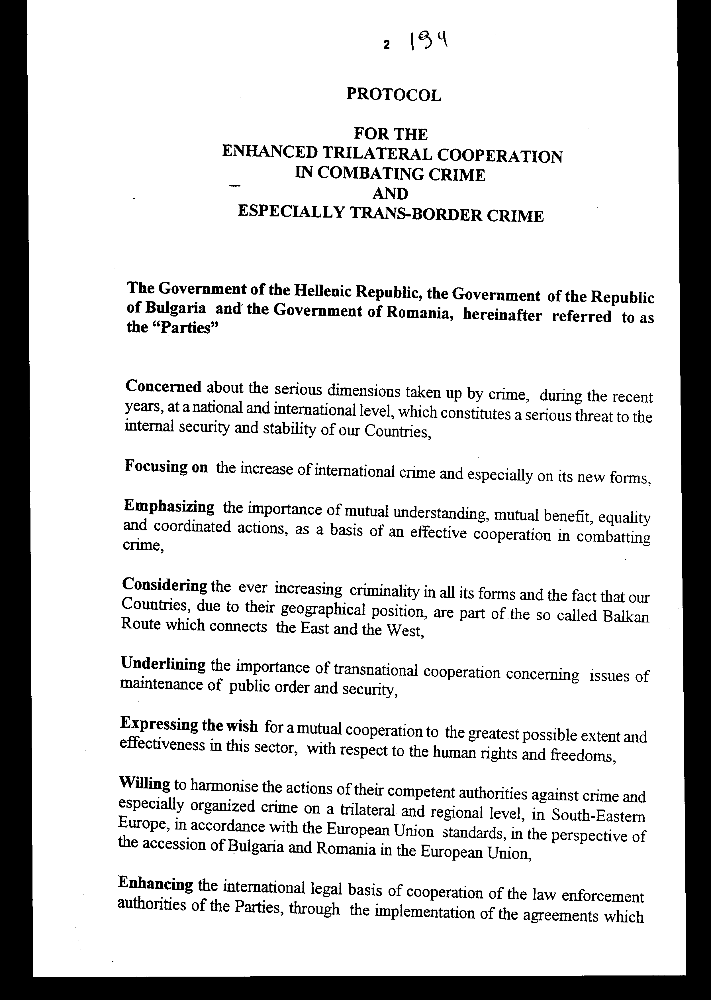 2 194
PROTOCOL
FOR THE
ENHANCED TRILATERAL COOPERATION
IN COMBATING CRIME
AND
ESPECIALLY TRANS-BORDER CRIME
The Government of the Hellenic Republic, the Government of the Republic
of Bulgaria and the Government of Romania, hereinafter referred to as
the “Parties”
Concerned about the serious dimensions taken up by crime, during the recent
years, at a national and international level, which constitutes a serious threat to the
internal security and stability of our Countries,
Focusing on the increase of international crime and especially on its new forms,
Emphasizing the importance of mutual understanding, mutual benefit, equality
and coordinated actions, as a basis of an effective cooperation in combatting
crime,
Considering the ever increasing criminality in all its forms and the fact that our
Countries, due to their geographical position, are part of the so called Balkan
Route which connects the East and the West,
Underlining the importance of transnational cooperation concerning issues of
maintenance of public order and security,
Expressing the wish for a mutual cooperation to the greatest possible extent and
effectiveness in this sector, with respect to the human rights and freedoms,
Willing to harmonise the actions of their competent authorities against crime and
especially organized crime on a trilateral and regional level, in South-Eastern
Europe, in accordance with the European Union standards, in the perspective of
the accession of Bulgaria and Romania in the European Union,
Enhancing the international legal basis of cooperation of the law enforcement
authorities of the Parties, through the implementation of the agreements which